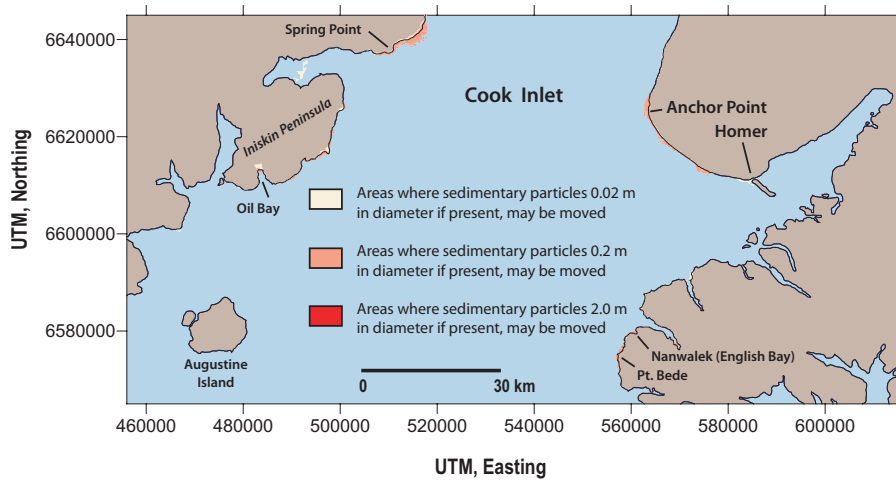 6640000
6620000
6600000
6580000
UTM, Northing
Spring Point
Cook Inlet
Iniskin Peninsula
Anchor Point
Homer
Oil Bay
Areas where sedimentary particles 0.02 m
in diameter if present, may be moved
Areas where sedimentary particles 0.2 m
in diameter if present, may be moved
Areas where sedimentary particles 2.0 m
in diameter if present, may be moved
Augustine
Island
Nanwalek (English Bay)
Pt. Bede
0 30 km
460000 480000 500000 520000 540000 560000 580000 600000
UTM, Easting